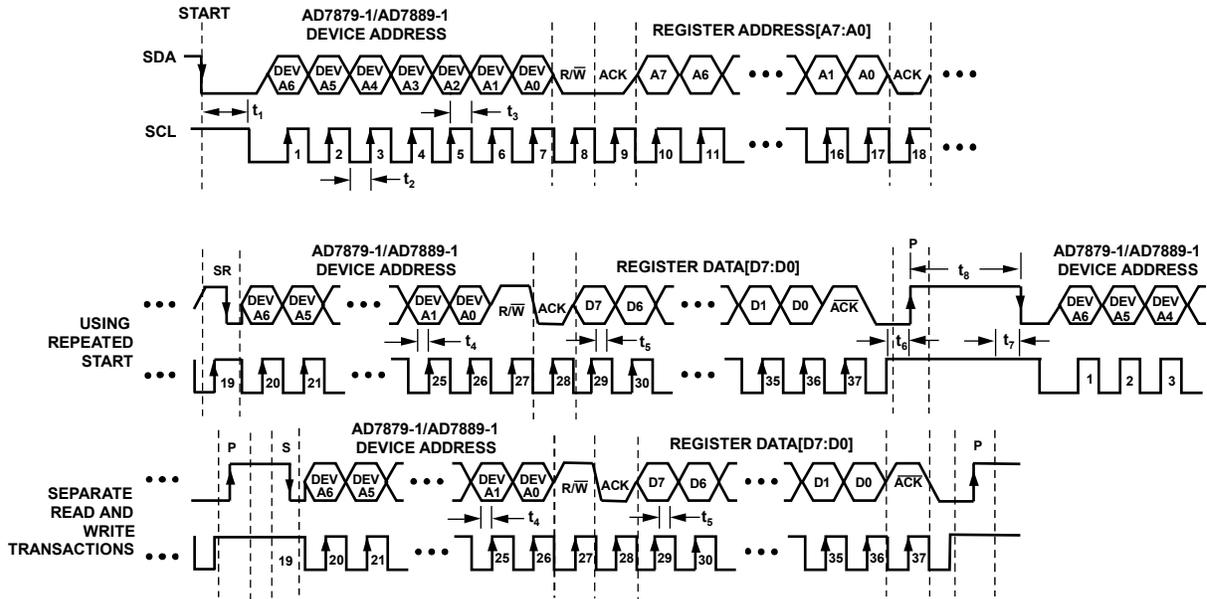 START
AD7879-1/AD7889-1
DEVICE ADDRESS
REGISTER ADDRESS[A7:A0]
SDA
DEV A6 DEV A5 DEV A4 DEV A3 DEV A2 DEV A1 DEV A0 R/W̅ ACK A7 A6 ••• A1 A0 ACK •••
t1 t3
SCL
1 2 3 4 5 6 7 8 9 10 11 ••• 16 17 18 •••
t2
AD7879-1/AD7889-1
DEVICE ADDRESS
REGISTER DATA[D7:D0]
AD7879-1/AD7889-1
DEVICE ADDRESS
SR
P
t8
••• DEV A6 DEV A5 ••• DEV A1 DEV A0 R/W̅ ACK D7 D6 ••• D1 D0 A̅C̅K̅ DEV A6 DEV A5 DEV A4
USING
REPEATED
START
t4 t5 t6 t7
••• 19 20 21 ••• 25 26 27 28 29 30 ••• 35 36 37 1 2 3
AD7879-1/AD7889-1
DEVICE ADDRESS
REGISTER DATA[D7:D0]
P S P
••• DEV A6 DEV A5 ••• DEV A1 DEV A0 R/W̅ ACK D7 D6 ••• D1 D0 A̅C̅K̅
SEPARATE
READ AND
WRITE
TRANSACTIONS
t4 t5
••• 19 20 21 ••• 25 26 27 28 29 30 ••• 35 36 37